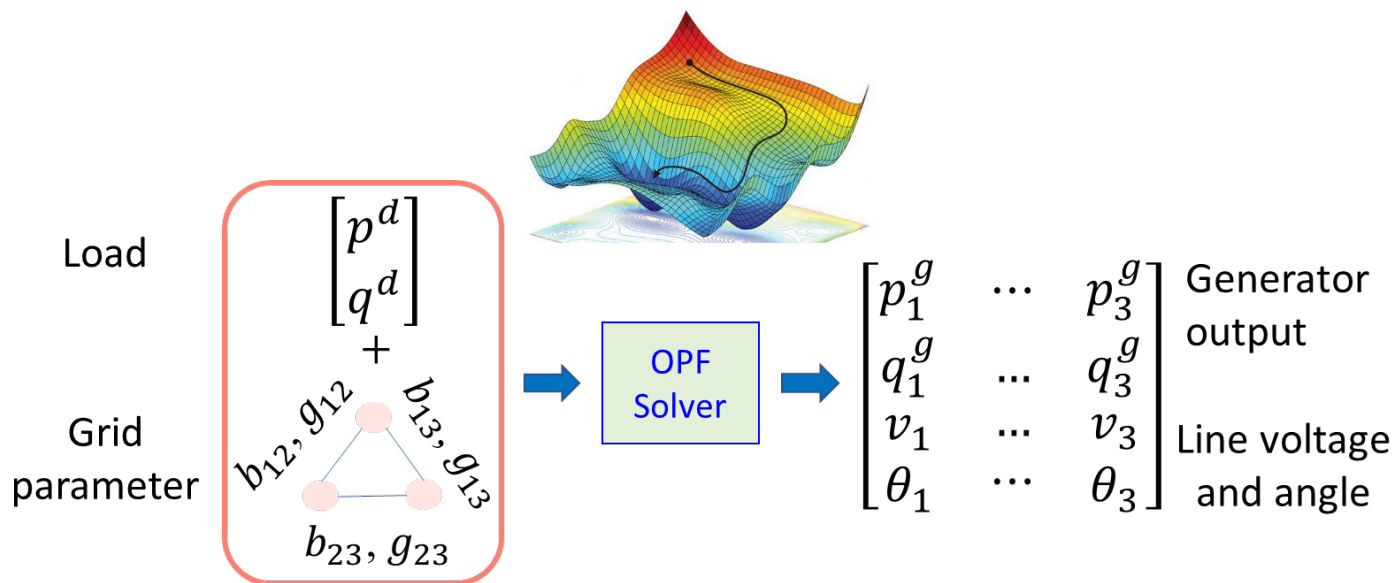 Load
[p^d
q^d]
+
Grid
parameter
b_12, g_12
b_13, g_13
b_23, g_23
OPF
Solver
[p_1^g ⋯ p_3^g
q_1^g ... q_3^g
v_1 ... v_3
θ_1 ⋯ θ_3]
Generator
output
Line voltage
and angle